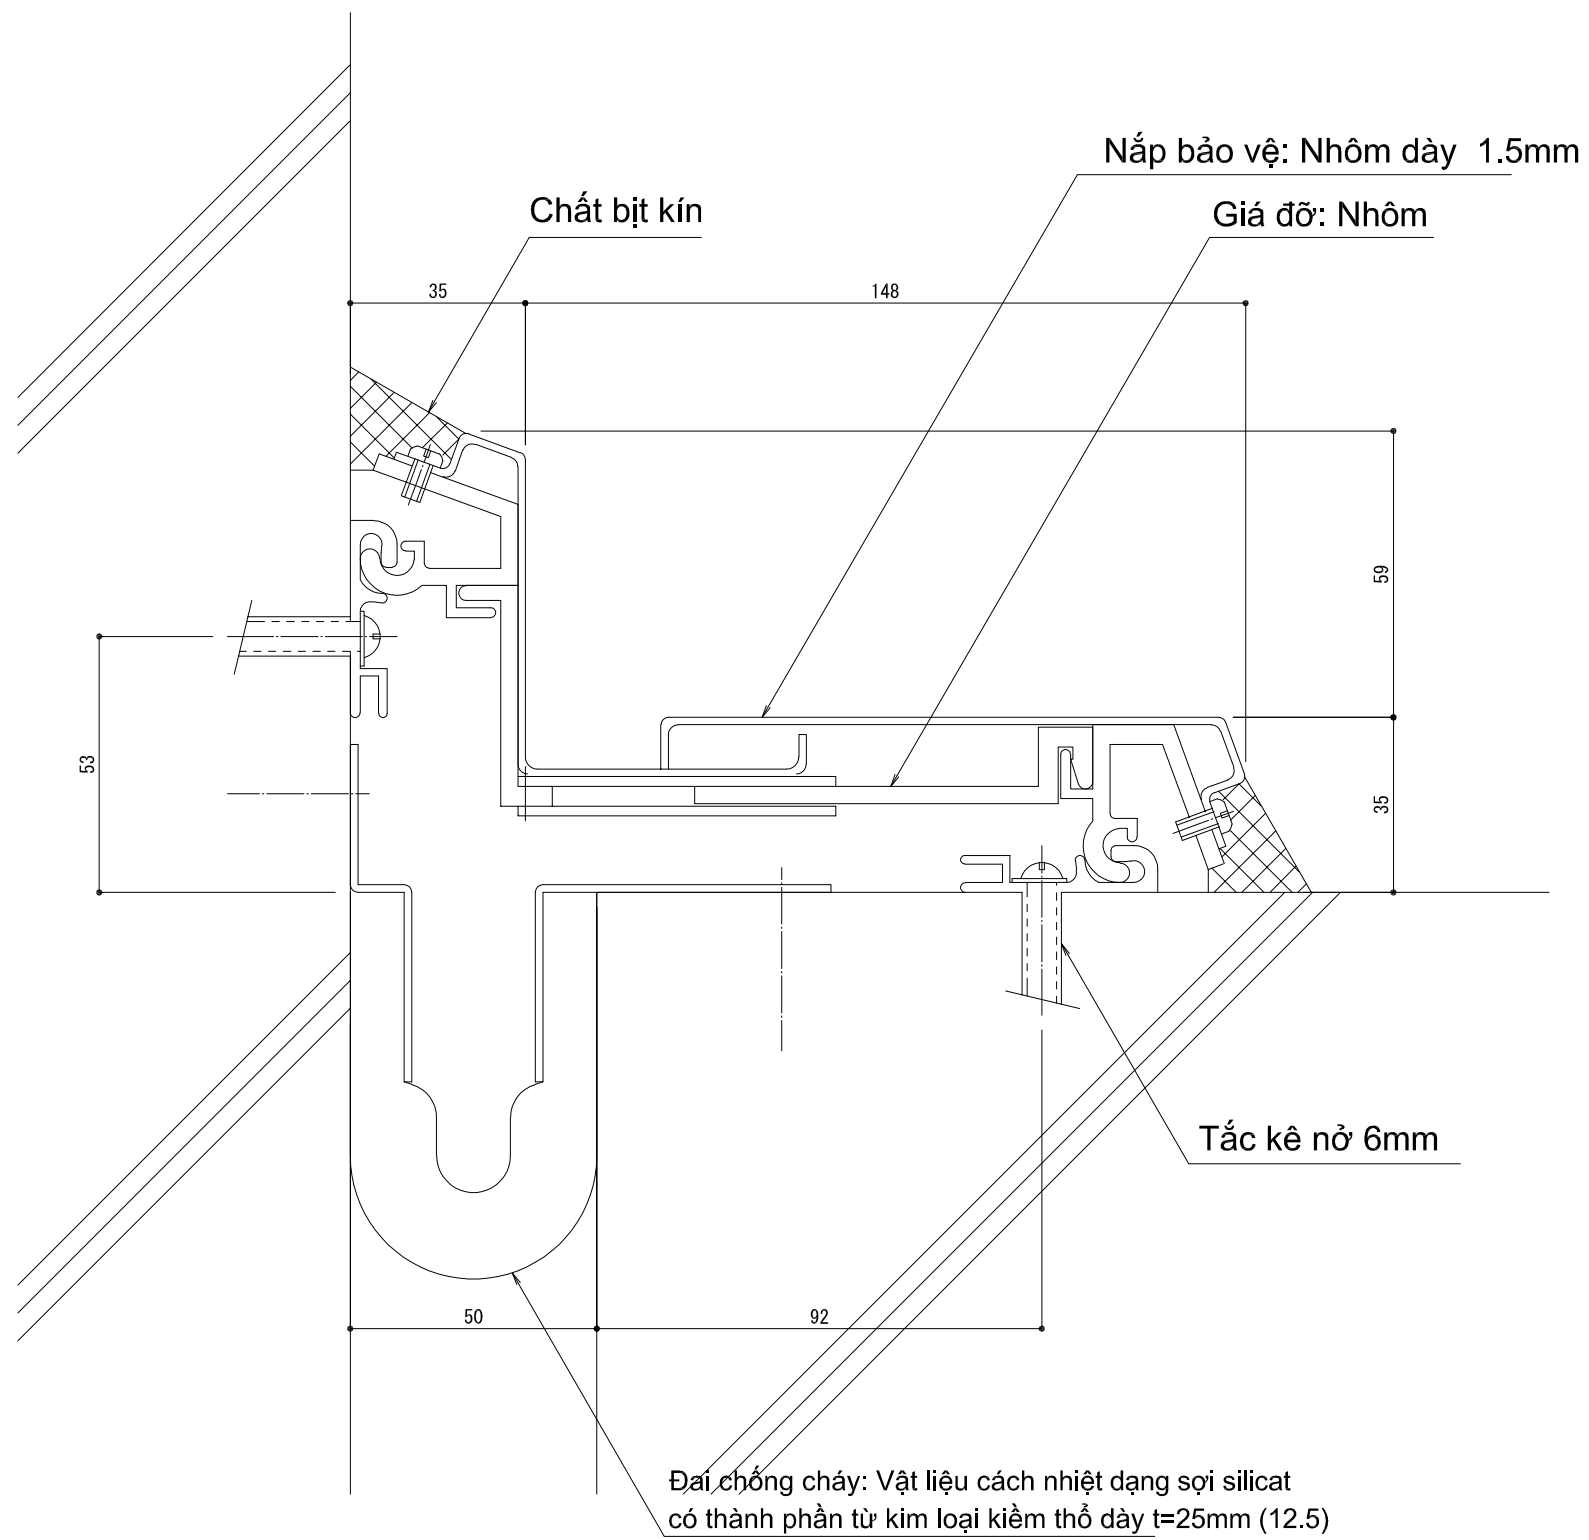 Nắp bảo vệ: Nhôm dày 1.5mm
Chất bịt kín
Giá đỡ: Nhôm
35
148
59
53
35
Tắc kê nở 6mm
50
92
Đai chống cháy: Vật liệu cách nhiệt dạng sợi silicat
có thành phần từ kim loại kiềm thổ dày t=25mm (12.5)